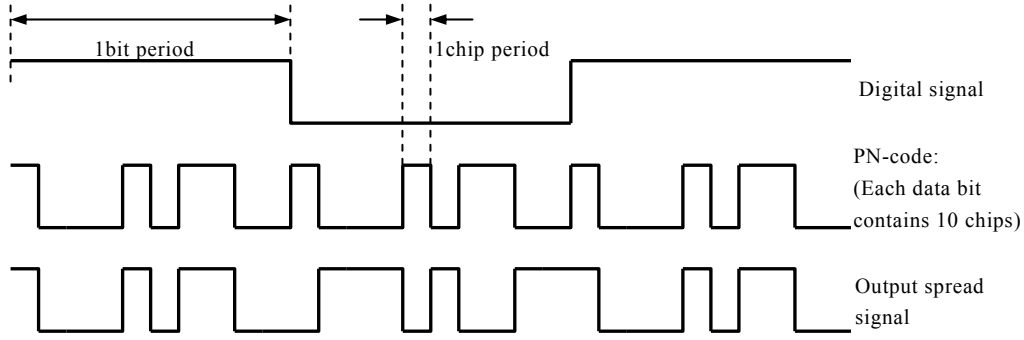 1bit period
1chip period
Digital signal
PN-code:
(Each data bit
contains 10 chips)
Output spread
signal